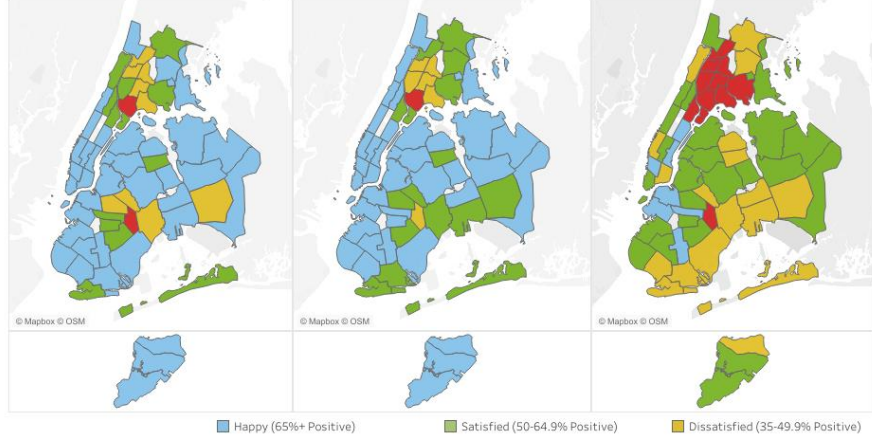 © Mapbox © OSM © Mapbox © OSM © Mapbox © OSM
Happy (65%+ Positive) Satisfied (50-64.9% Positive) Dissatisfied (35-49.9% Positive)